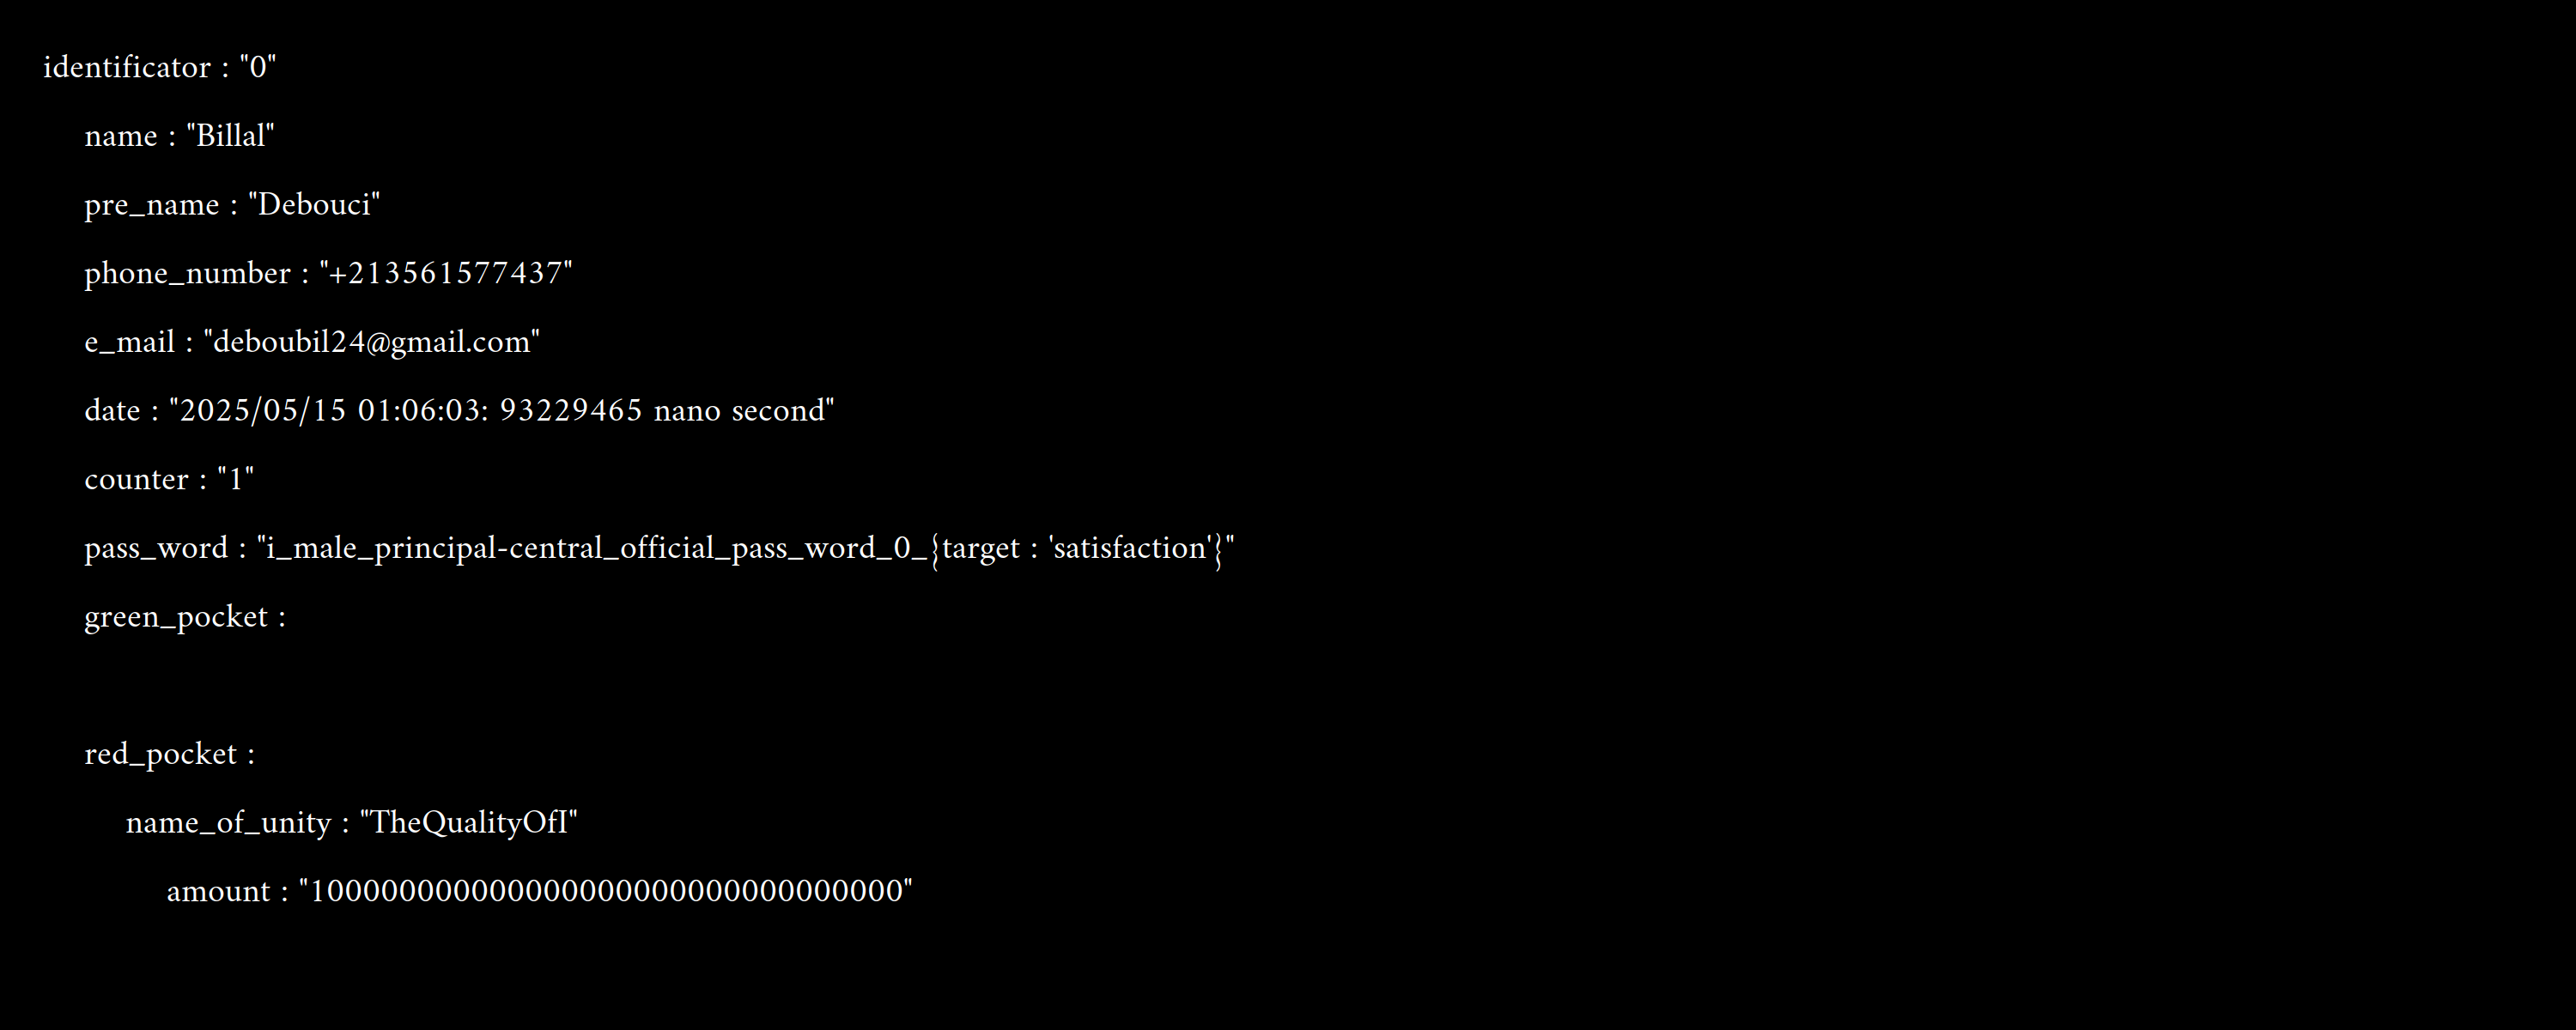 identificator : "0"
name : "Billal"
pre_name : "Debouci"
phone_number : "+213561577437"
e_mail : "deboubil24@gmail.com"
date : "2025/05/15 01:06:03: 93229465 nano second"
counter : "1"
pass_word : "i_male_principal-central_official_pass_word_0_{target : 'satisfaction'}"
green_pocket :
red_pocket :
name_of_unity : "TheQualityOfI"
amount : "100000000000000000000000000000000"